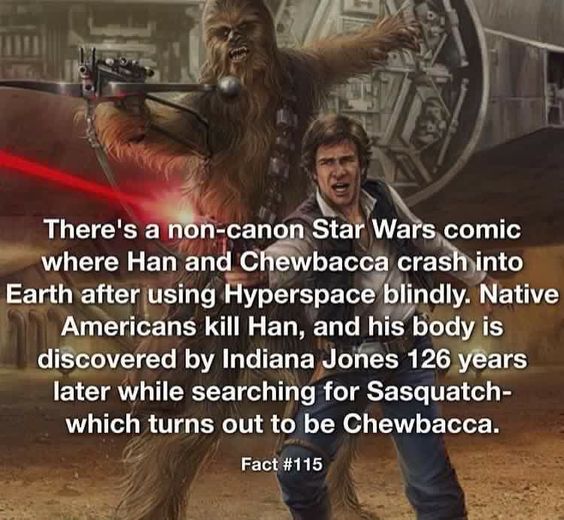 There's a non-canon Star Wars comic
where Han and Chewbacca crash into
Earth after using Hyperspace blindly. Native
Americans kill Han, and his body is
discovered by Indiana Jones 126 years
later while searching for Sasquatch-
which turns out to be Chewbacca.
Fact #115